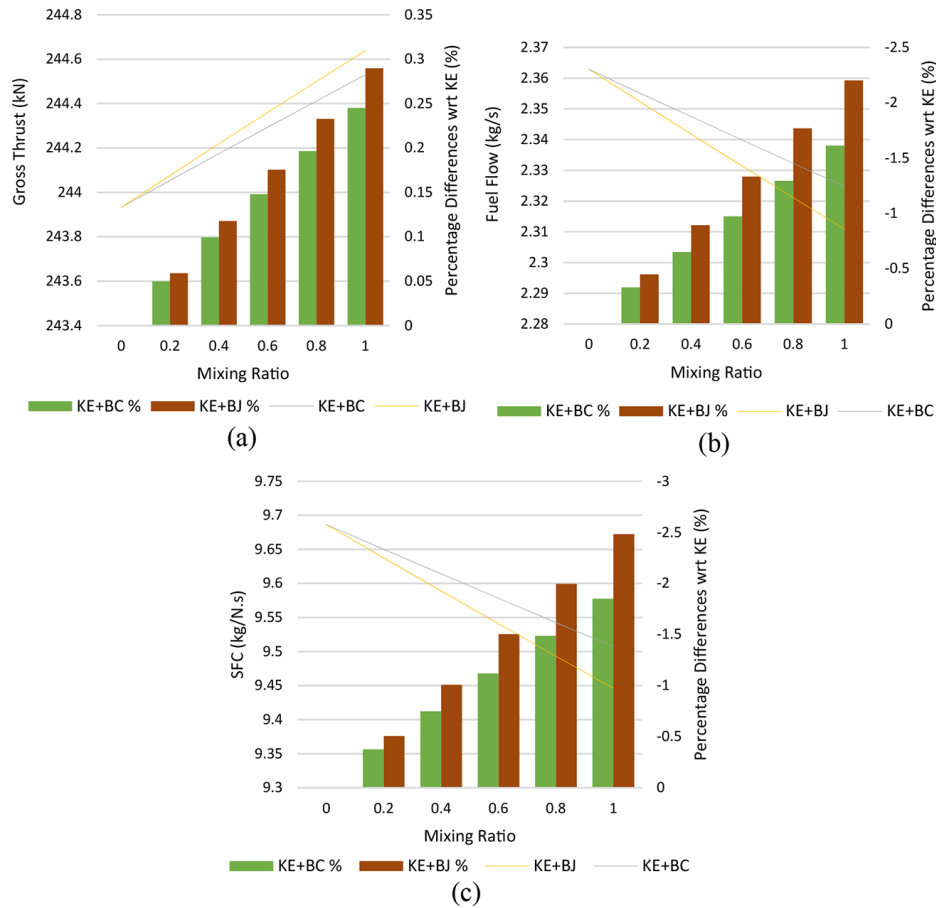 Gross Thrust (kN)
244.8
244.6
244.4
244.2
244
243.8
243.6
243.4
0.35
0.3
0.25
0.2
0.15
0.1
0.05
0
Percentage Differences wrt KE (%)
0 0.2 0.4 0.6 0.8 1
Mixing Ratio
KE+BC % KE+BJ % KE+BC KE+BJ
(a)
Fuel Flow (kg/s)
2.37
2.36
2.35
2.34
2.33
2.32
2.31
2.3
2.29
2.28
-2.5
-2
-1.5
-1
-0.5
0
Percentage Differences wrt KE (%)
0 0.2 0.4 0.6 0.8 1
Mixing Ratio
KE+BC % KE+BJ % KE+BJ KE+BC
(b)
SFC (kg/N.s)
9.75
9.7
9.65
9.6
9.55
9.5
9.45
9.4
9.35
9.3
-3
-2.5
-2
-1.5
-1
-0.5
0
Percentage Differences wrt KE (%)
0 0.2 0.4 0.6 0.8 1
Mixing Ratio
KE+BC % KE+BJ % KE+BJ KE+BC
(c)